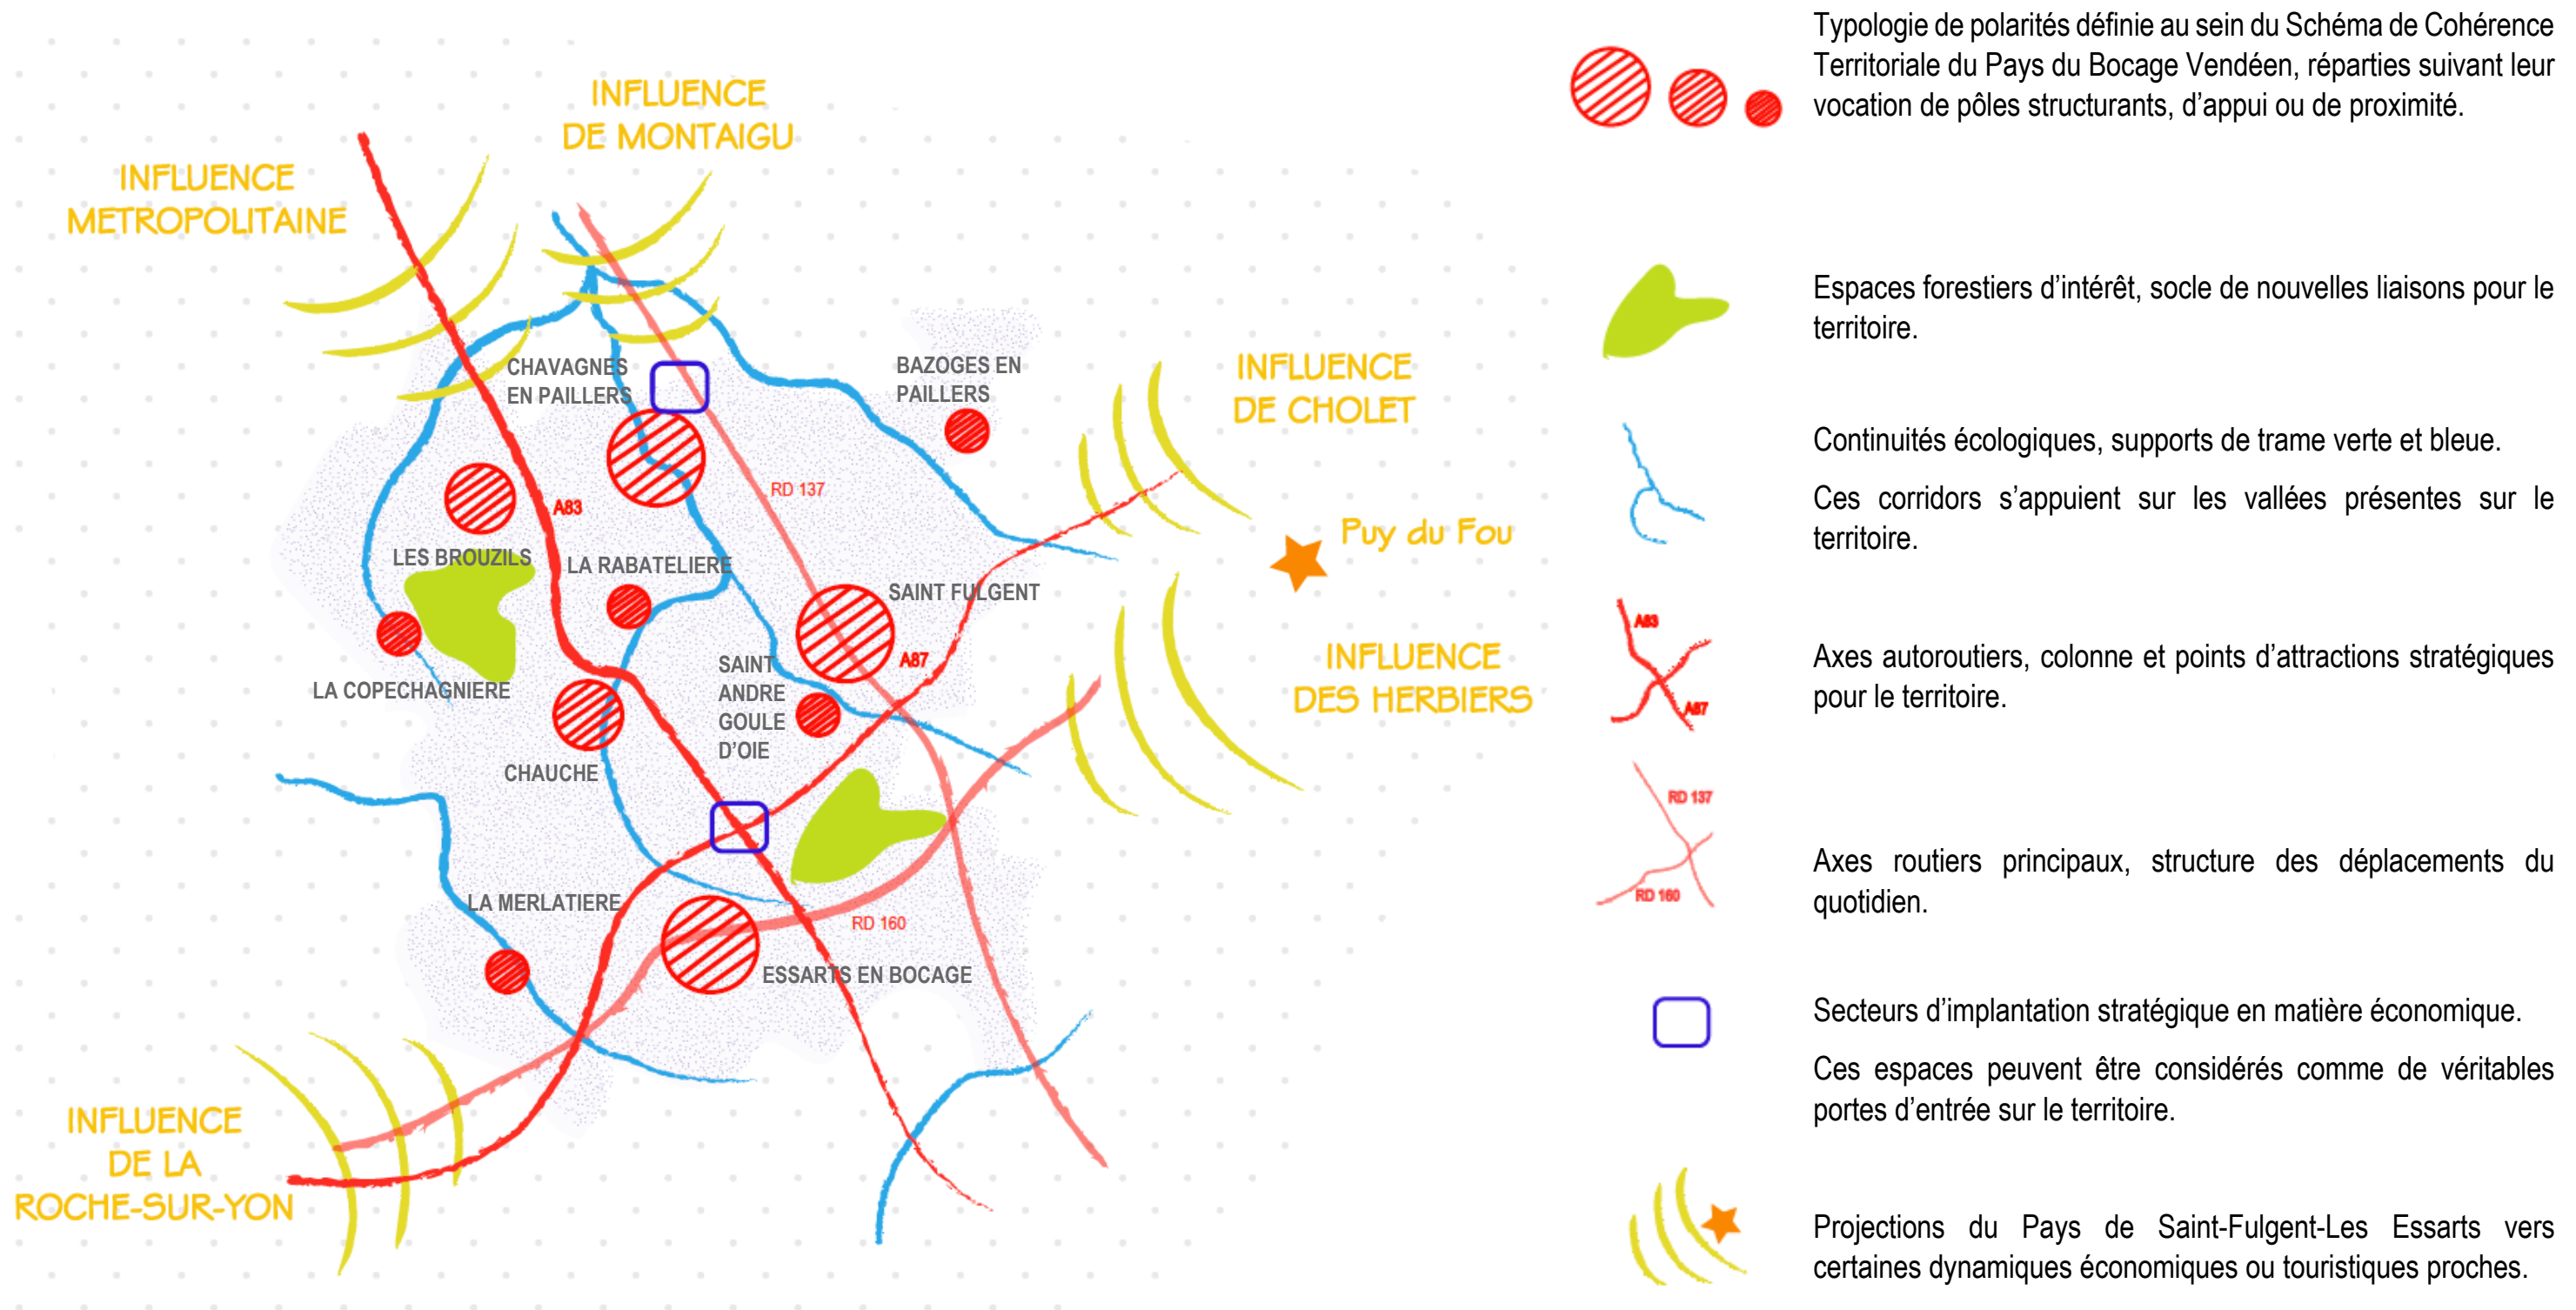 INFLUENCE
DE MONTAIGU
INFLUENCE
METROPOLITAINE
CHAVAGNES
EN PAILLERS
BAZOGES EN
PAILLERS
INFLUENCE
DE CHOLET
RD 137
A83
Puy du Fou
LES BROUZILS
LA RABATELIERE
SAINT FULGENT
A87
SAINT
ANDRE
GOULE
D'OIE
INFLUENCE
DES HERBIERS
LA COPECHAGNIERE
CHAUCHE
LA MERLATIERE
RD 160
ESSARTS EN BOCAGE
INFLUENCE
DE LA
ROCHE-SUR-YON
Typologie de polarités définie au sein du Schéma de Cohérence
Territoriale du Pays du Bocage Vendéen, réparties suivant leur
vocation de pôles structurants, d'appui ou de proximité.
Espaces forestiers d'intérêt, socle de nouvelles liaisons pour le
territoire.
Continuités écologiques, supports de trame verte et bleue.
Ces corridors s'appuient sur les vallées présentes sur le
territoire.
A83
A87
Axes autoroutiers, colonne et points d'attractions stratégiques
pour le territoire.
RD 137
RD 160
Axes routiers principaux, structure des déplacements du
quotidien.
Secteurs d'implantation stratégique en matière économique.
Ces espaces peuvent être considérés comme de véritables
portes d'entrée sur le territoire.
Projections du Pays de Saint-Fulgent-Les Essarts vers
certaines dynamiques économiques ou touristiques proches.